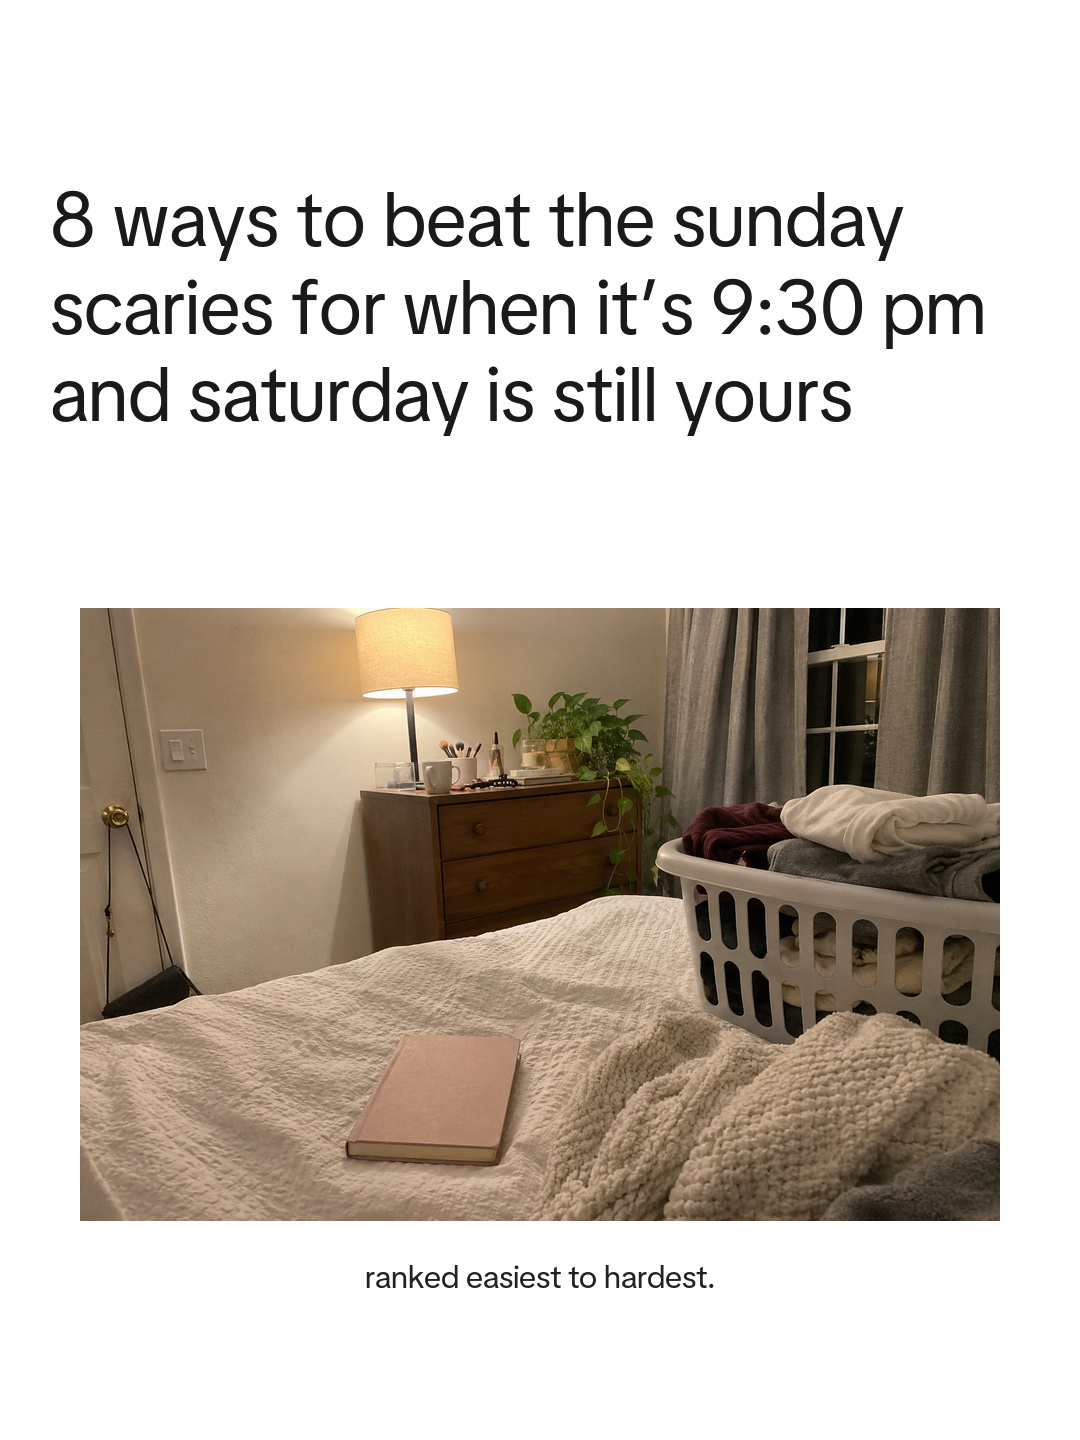 8 ways to beat the sunday
scaries for when it’s 9:30 pm
and saturday is still yours
ranked easiest to hardest.